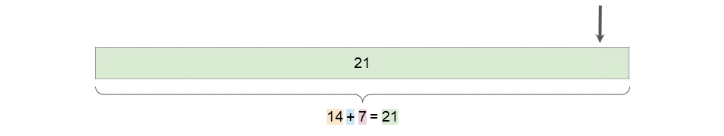 21
14 + 7 = 21